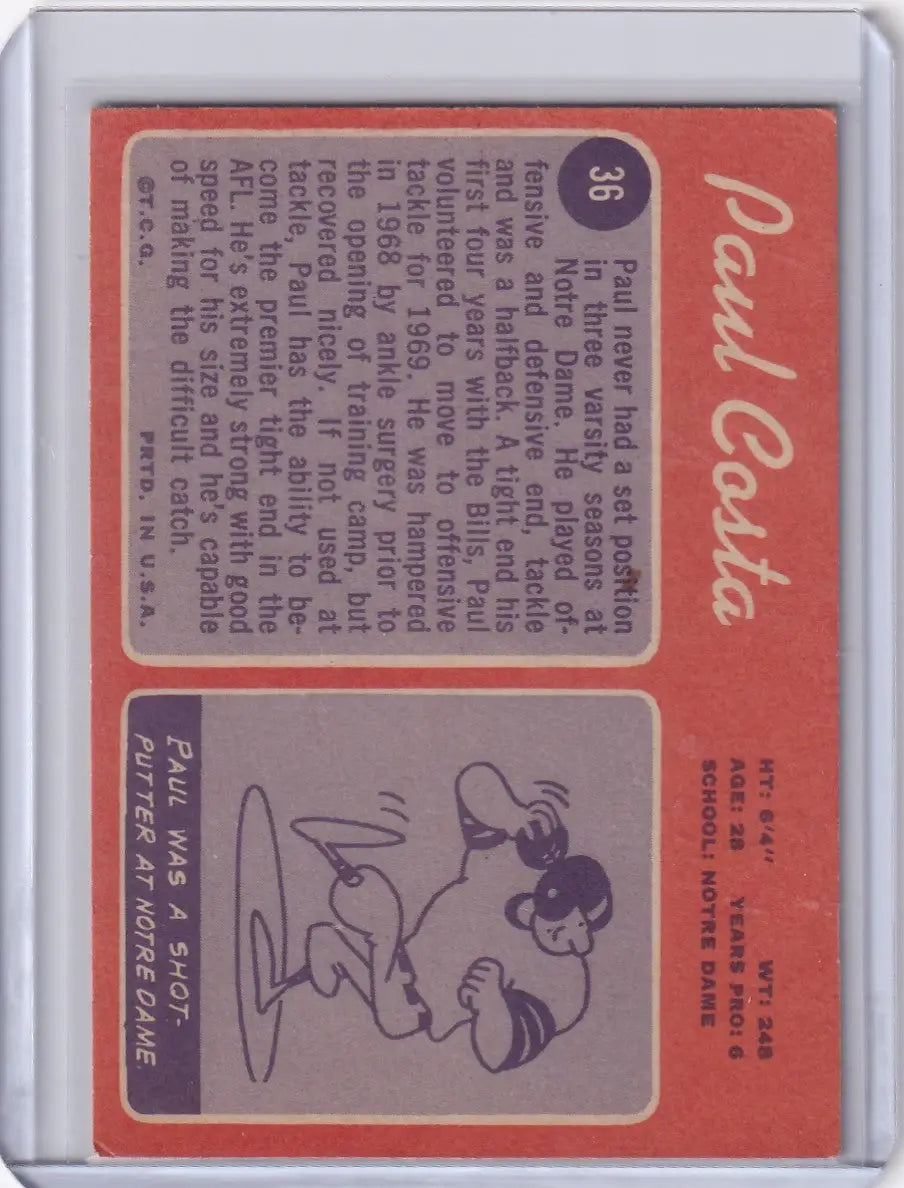 Paul Costa
HT: 6'4" WT: 248
AGE: 28 YEARS PRO: 6
SCHOOL: NOTRE DAME
36
Paul never had a set position
in three varsity seasons at
Notre Dame. He played of-
fensive and defensive end, tackle
and was a halfback. A tight end his
first four years with the Bills, Paul
volunteered to move to offensive
tackle for 1969. He was hampered
in 1968 by ankle surgery prior to
the opening of training camp, but
recovered nicely. If not used at
tackle, Paul has the ability to be-
come the premier tight end in the
AFL. He's extremely strong with good
speed for his size and he's capable
of making the difficult catch.
©T.C.G. PRTD. IN U.S.A.
PAUL WAS A SHOT-
PUTTER AT NOTRE DAME.